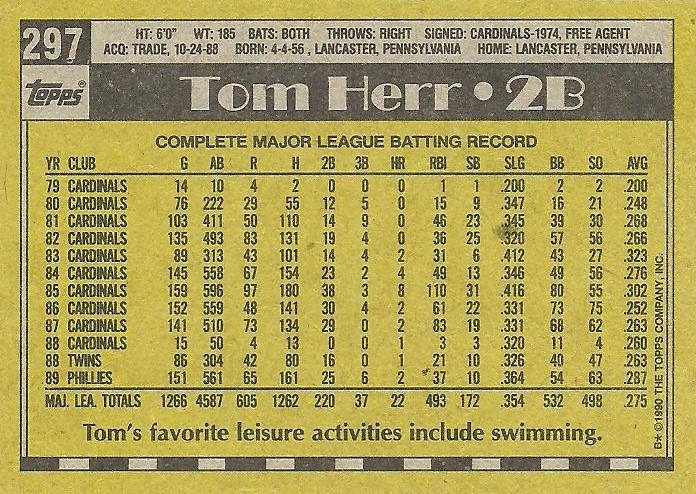 297
HT: 6'0" WT: 185 BATS: BOTH THROWS: RIGHT SIGNED: CARDINALS-1974, FREE AGENT
ACQ: TRADE, 10-24-88 BORN: 4-4-56 , LANCASTER, PENNSYLVANIA HOME: LANCASTER, PENNSYLVANIA
topps
Tom Herr • 2B
COMPLETE MAJOR LEAGUE BATTING RECORD
YR CLUB G AB R H 2B 3B HR RBI SB SLG BB SO AVG
79 CARDINALS 14 10 4 2 0 0 0 1 1 .200 2 2 .200
80 CARDINALS 76 222 29 55 12 5 0 15 9 .347 16 21 .248
81 CARDINALS 103 411 50 110 14 9 0 46 23 .345 39 30 .268
82 CARDINALS 135 493 83 131 19 4 0 36 25 .320 57 56 .266
83 CARDINALS 89 313 43 101 14 4 2 31 6 .412 43 27 .323
84 CARDINALS 145 558 67 154 23 2 4 49 13 .346 49 56 .276
85 CARDINALS 159 596 97 180 38 3 8 110 31 .416 80 55 .302
86 CARDINALS 152 559 48 141 30 4 2 61 22 .331 73 75 .252
87 CARDINALS 141 510 73 134 29 0 2 83 19 .331 68 62 .263
88 CARDINALS 15 50 4 13 0 0 1 3 3 .320 11 4 .260
88 TWINS 86 304 42 80 16 0 1 21 10 .326 40 47 .263
89 PHILLIES 151 561 65 161 25 6 2 37 10 .364 54 63 .287
MAJ. LEA. TOTALS 1266 4587 605 1262 220 37 22 493 172 .354 532 498 .275
Tom's favorite leisure activities include swimming.
B★ ©1990 THE TOPPS COMPANY, INC.